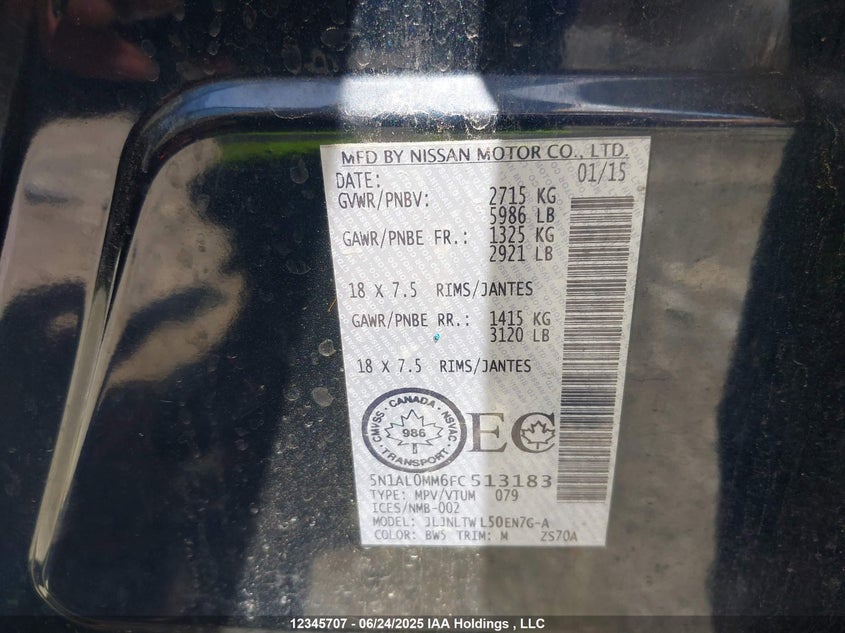 MFD BY NISSAN MOTOR CO., LTD.
DATE: 01/15
GVWR/PNBV: 2715 KG
5986 LB
GAWR/PNBE FR.: 1325 KG
2921 LB
18 X 7.5 RIMS/JANTES
GAWR/PNBE RR.: 1415 KG
3120 LB
18 X 7.5 RIMS/JANTES
CANADA
CMVSS · NSVAC
986
TRANSPORT
EC
5N1AL0MM6FC513183
TYPE: MPV/VTUM 079
ICES/NMB-002
MODEL: JLJNLTWL50EN7G-A
COLOR: BW5 TRIM: M ZS70A
12345707 - 06/24/2025 IAA Holdings , LLC